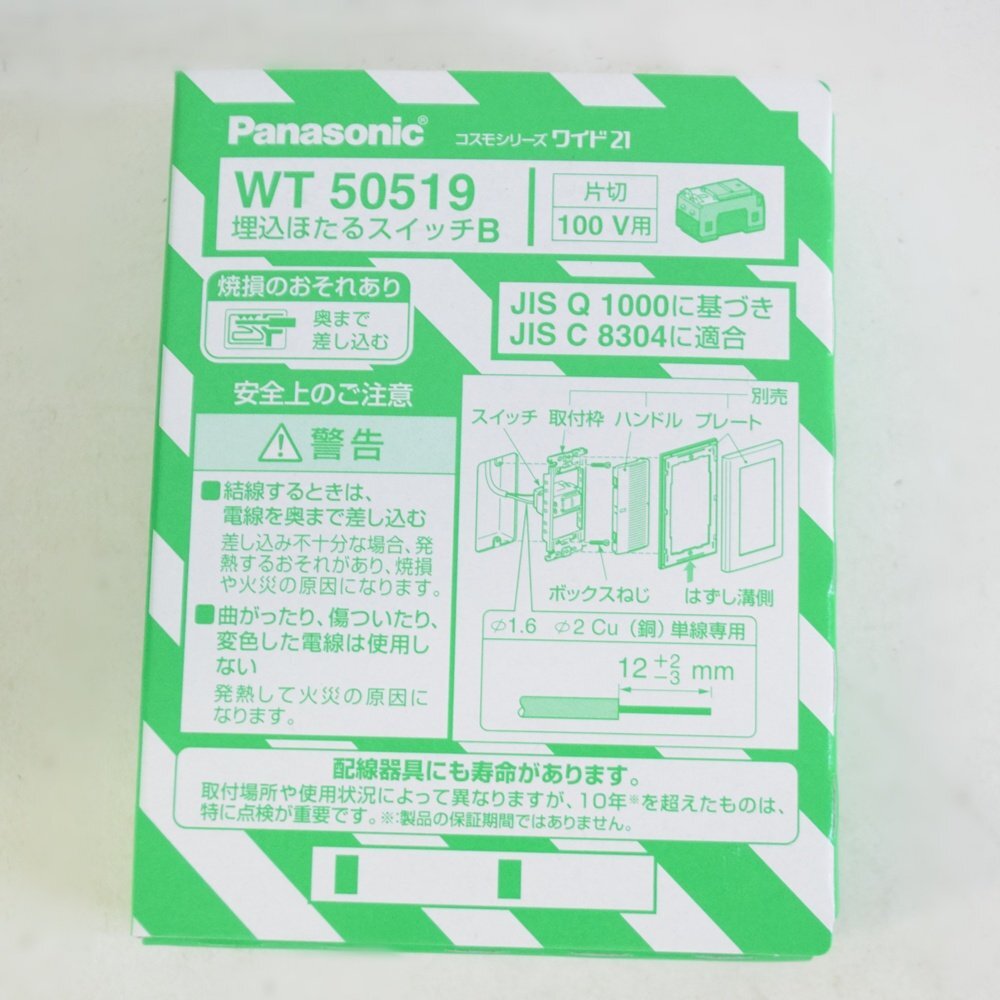 Panasonic® コスモシリーズ ワイド21
WT 50519
埋込ほたるスイッチB
片切
100 V用
焼損のおそれあり
奥まで
差し込む
JIS Q 1000に基づき
JIS C 8304に適合
安全上のご注意
警告
■結線するときは、
電線を奥まで差し込む
差し込み不十分な場合、発
熱するおそれがあり、焼損
や火災の原因になります。
■曲がったり、傷ついたり、
変色した電線は使用し
ない
発熱して火災の原因に
なります。
別売
スイッチ 取付枠 ハンドル プレート
ボックスねじ はずし溝側
φ1.6 φ2 Cu（銅）単線専用
12 +2 −3 mm
配線器具にも寿命があります。
取付場所や使用状況によって異なりますが、10年※を超えたものは、
特に点検が重要です。※:製品の保証期間ではありません。